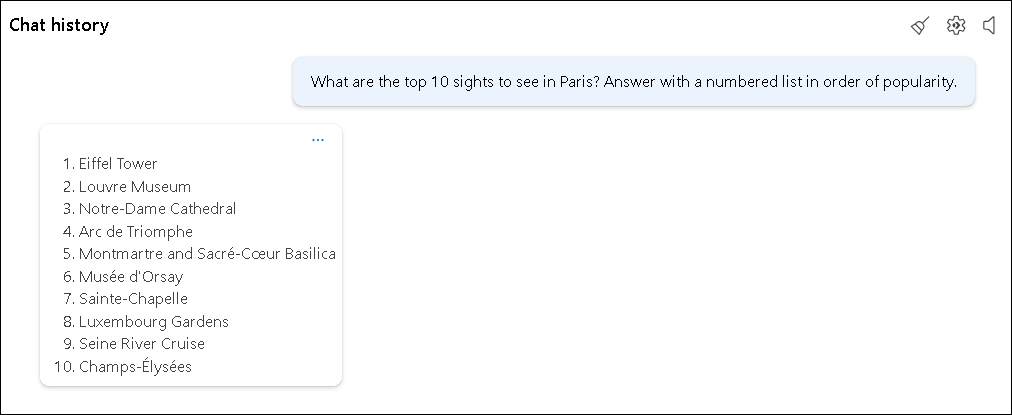 Chat history
What are the top 10 sights to see in Paris? Answer with a numbered list in order of popularity.
...
1. Eiffel Tower
2. Louvre Museum
3. Notre-Dame Cathedral
4. Arc de Triomphe
5. Montmartre and Sacré-Cœur Basilica
6. Musée d'Orsay
7. Sainte-Chapelle
8. Luxembourg Gardens
9. Seine River Cruise
10. Champs-Élysées